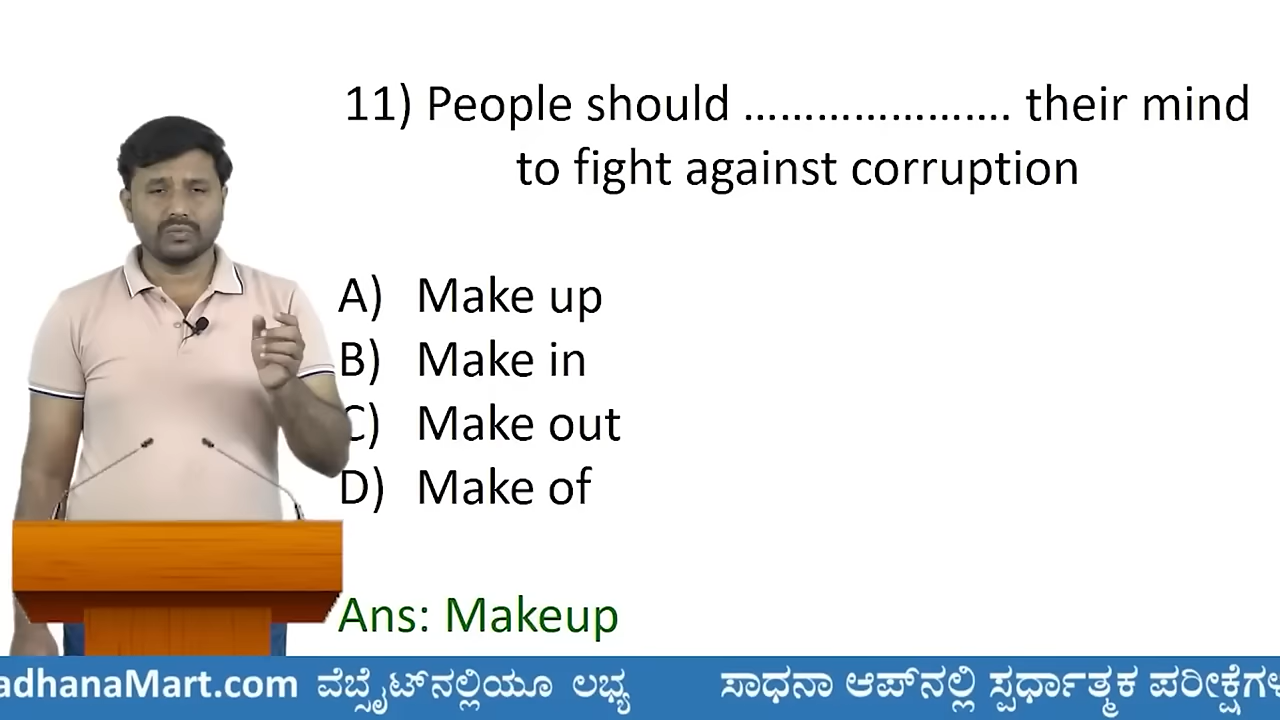 11) People should ...................... their mind
to fight against corruption
A) Make up
B) Make in
C) Make out
D) Make of
Ans: Makeup
adhanaMart.com ವೆಬ್ಸೈಟ್‌ನಲ್ಲಿಯೂ ಲಭ್ಯ ಸಾಧನಾ ಆಪ್‌ನಲ್ಲಿ ಸ್ಪರ್ಧಾತ್ಮಕ ಪರೀಕ್ಷೆಗಳ